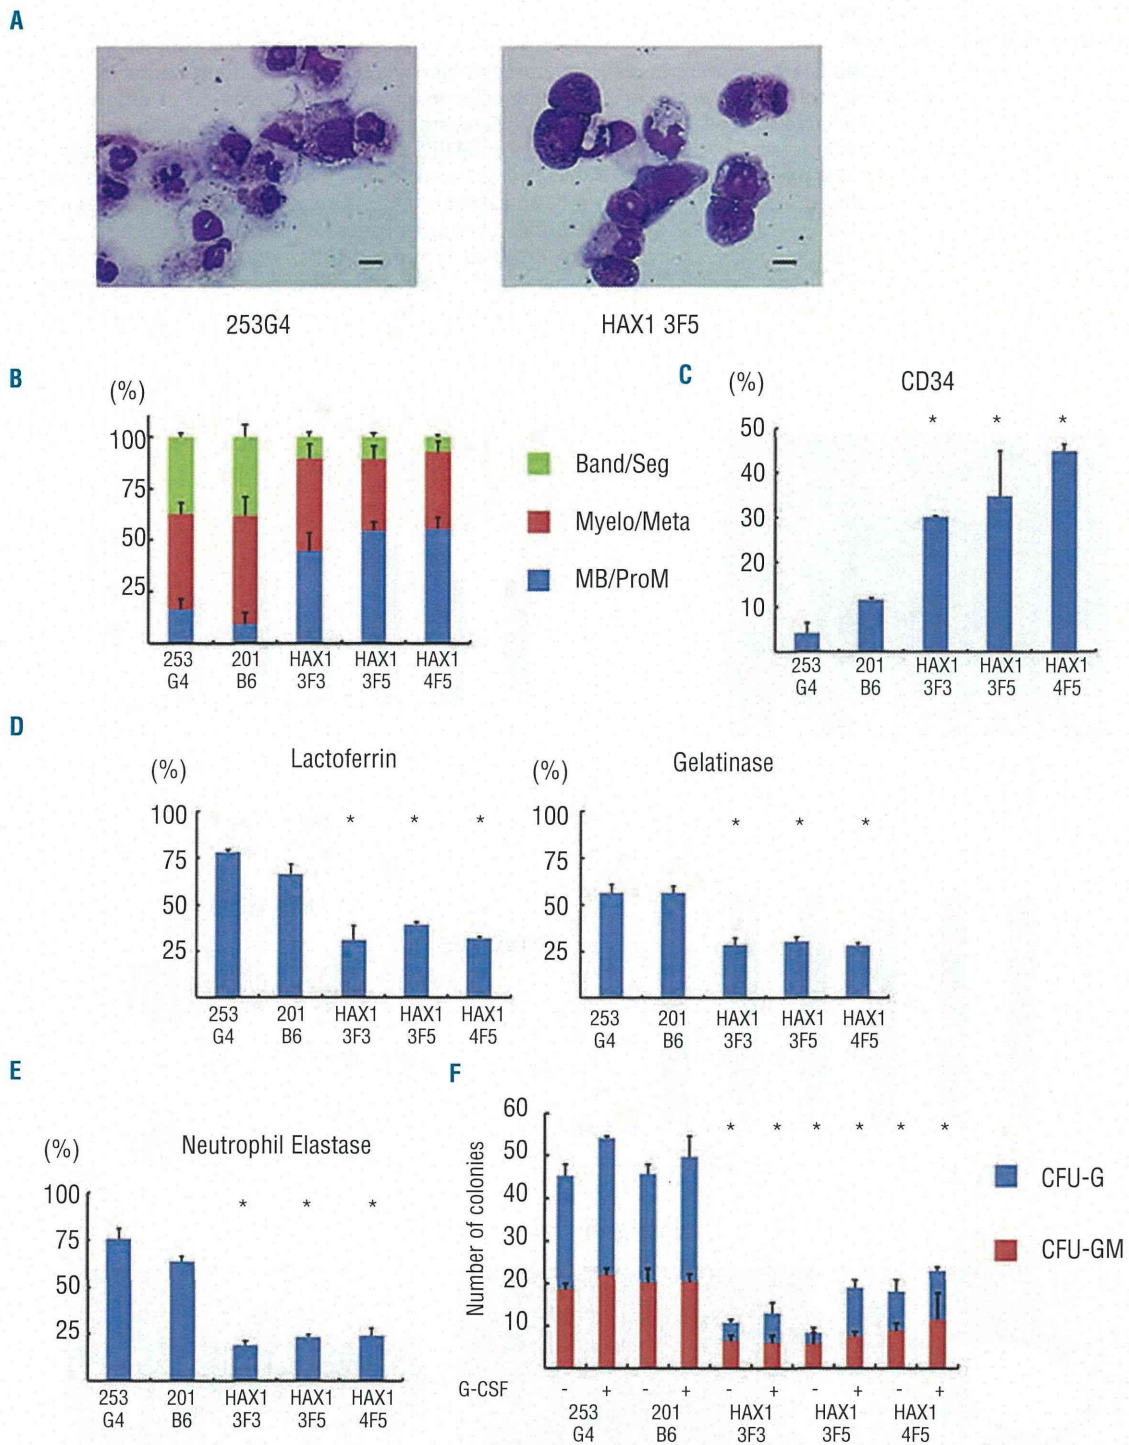 A
253G4
HAX1 3F5
B
(%)
100
75
50
25
253 G4
201 B6
HAX1 3F3
HAX1 3F5
HAX1 4F5
Band/Seg
Myelo/Meta
MB/ProM
C
(%)
CD34
*
*
*
50
40
30
20
10
253 G4
201 B6
HAX1 3F3
HAX1 3F5
HAX1 4F5
D
(%)
Lactoferrin
*
*
*
100
75
50
25
253 G4
201 B6
HAX1 3F3
HAX1 3F5
HAX1 4F5
(%)
Gelatinase
*
*
*
100
75
50
25
253 G4
201 B6
HAX1 3F3
HAX1 3F5
HAX1 4F5
E
(%)
Neutrophil Elastase
*
*
*
100
75
50
25
253 G4
201 B6
HAX1 3F3
HAX1 3F5
HAX1 4F5
F
Number of colonies
60
50
40
30
20
10
* * * * * *
G-CSF - + - + - + - + - +
253 G4
201 B6
HAX1 3F3
HAX1 3F5
HAX1 4F5
CFU-G
CFU-GM